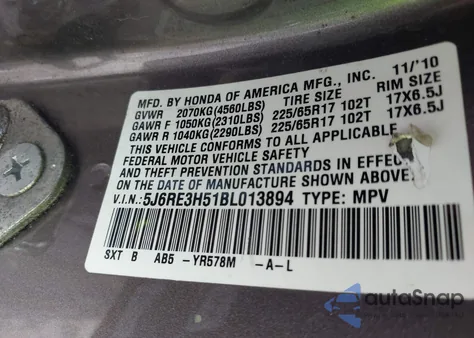 MFD. BY HONDA OF AMERICA MFG., INC. 11/'10
GVWR 2070KG(4560LBS) TIRE SIZE RIM SIZE
GAWR F 1050KG(2310LBS) 225/65R17 102T 17X6.5J
GAWR R 1040KG(2290LBS) 225/65R17 102T 17X6.5J
THIS VEHICLE CONFORMS TO ALL APPLICABLE
FEDERAL MOTOR VEHICLE SAFETY
AND THEFT PREVENTION STANDARDS IN EFFECT
ON THE DATE OF MANUFACTURE SHOWN ABOVE.
V.I.N.: 5J6RE3H51BL013894 TYPE: MPV
SXT B AB5 -YR578M -A-L
autoSnap